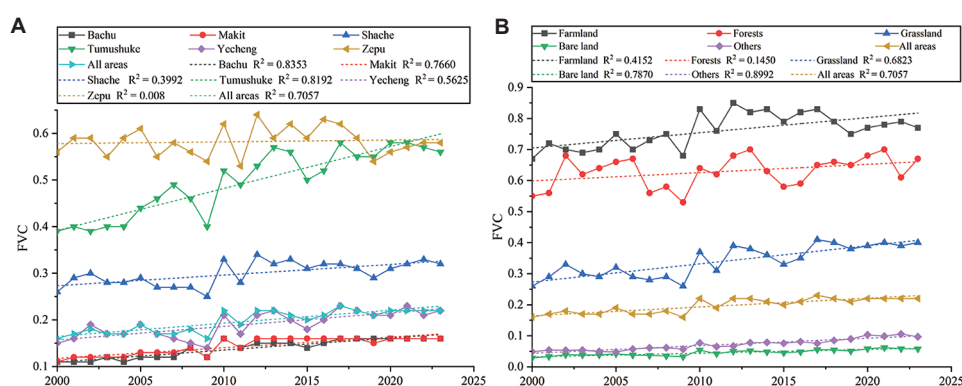 A
Bachu Makit Shache
Tumushuke Yecheng Zepu
All areas Bachu R² = 0.8353 Makit R² = 0.7660
Shache R² = 0.3992 Tumushuke R² = 0.8192 Yecheng R² = 0.5625
Zepu R² = 0.008 All areas R² = 0.7057
0.6
0.5
0.4
0.3
0.2
0.1
FVC
2000 2005 2010 2015 2020 2025
B
Farmland Forests Grassland
Bare land Others All areas
Farmland R² = 0.4152 Forests R² = 0.1450 Grassland R² = 0.6823
Bare land R² = 0.7870 Others R² = 0.8992 All areas R² = 0.7057
0.9
0.8
0.7
0.6
0.5
0.4
0.3
0.2
0.1
0.0
FVC
2000 2005 2010 2015 2020 2025